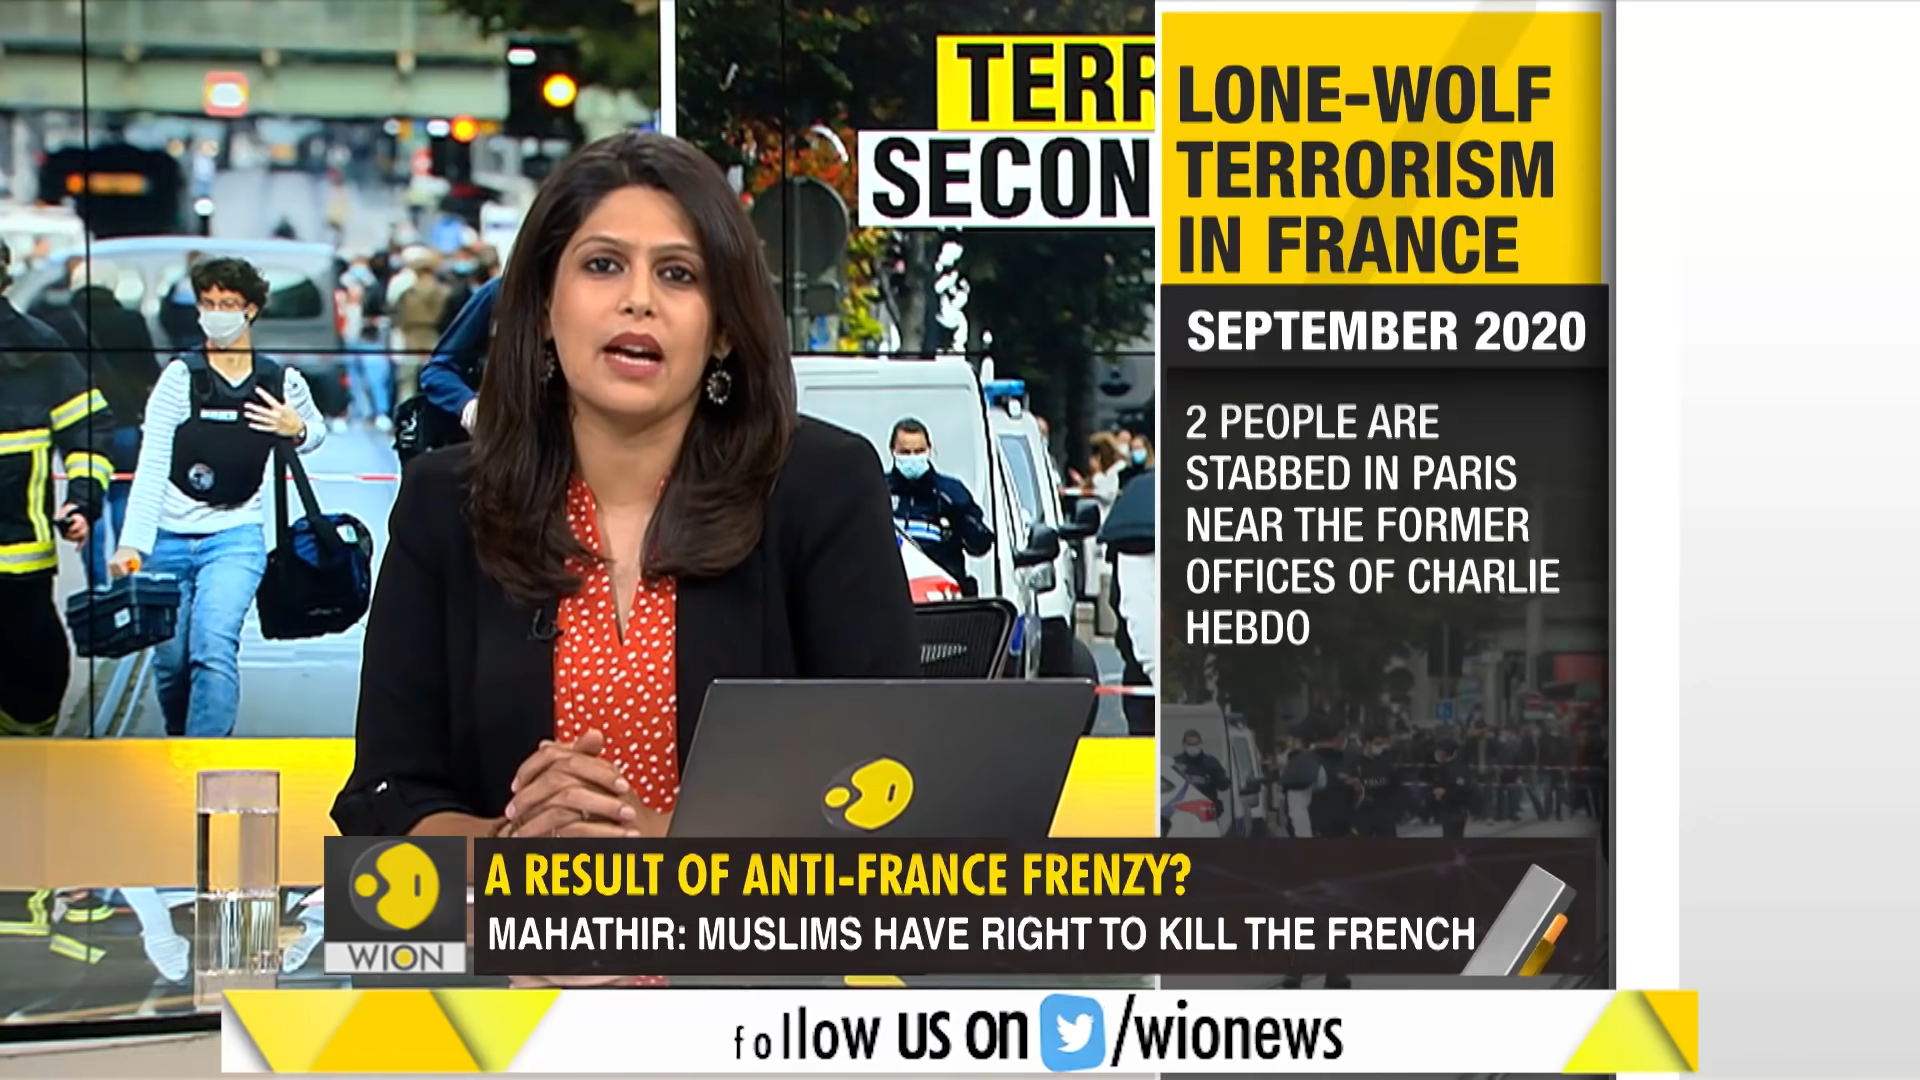 TERR
SECON
LONE-WOLF
TERRORISM
IN FRANCE
SEPTEMBER 2020
2 PEOPLE ARE
STABBED IN PARIS
NEAR THE FORMER
OFFICES OF CHARLIE
HEBDO
A RESULT OF ANTI-FRANCE FRENZY?
MAHATHIR: MUSLIMS HAVE RIGHT TO KILL THE FRENCH
WION
follow us on /wionews